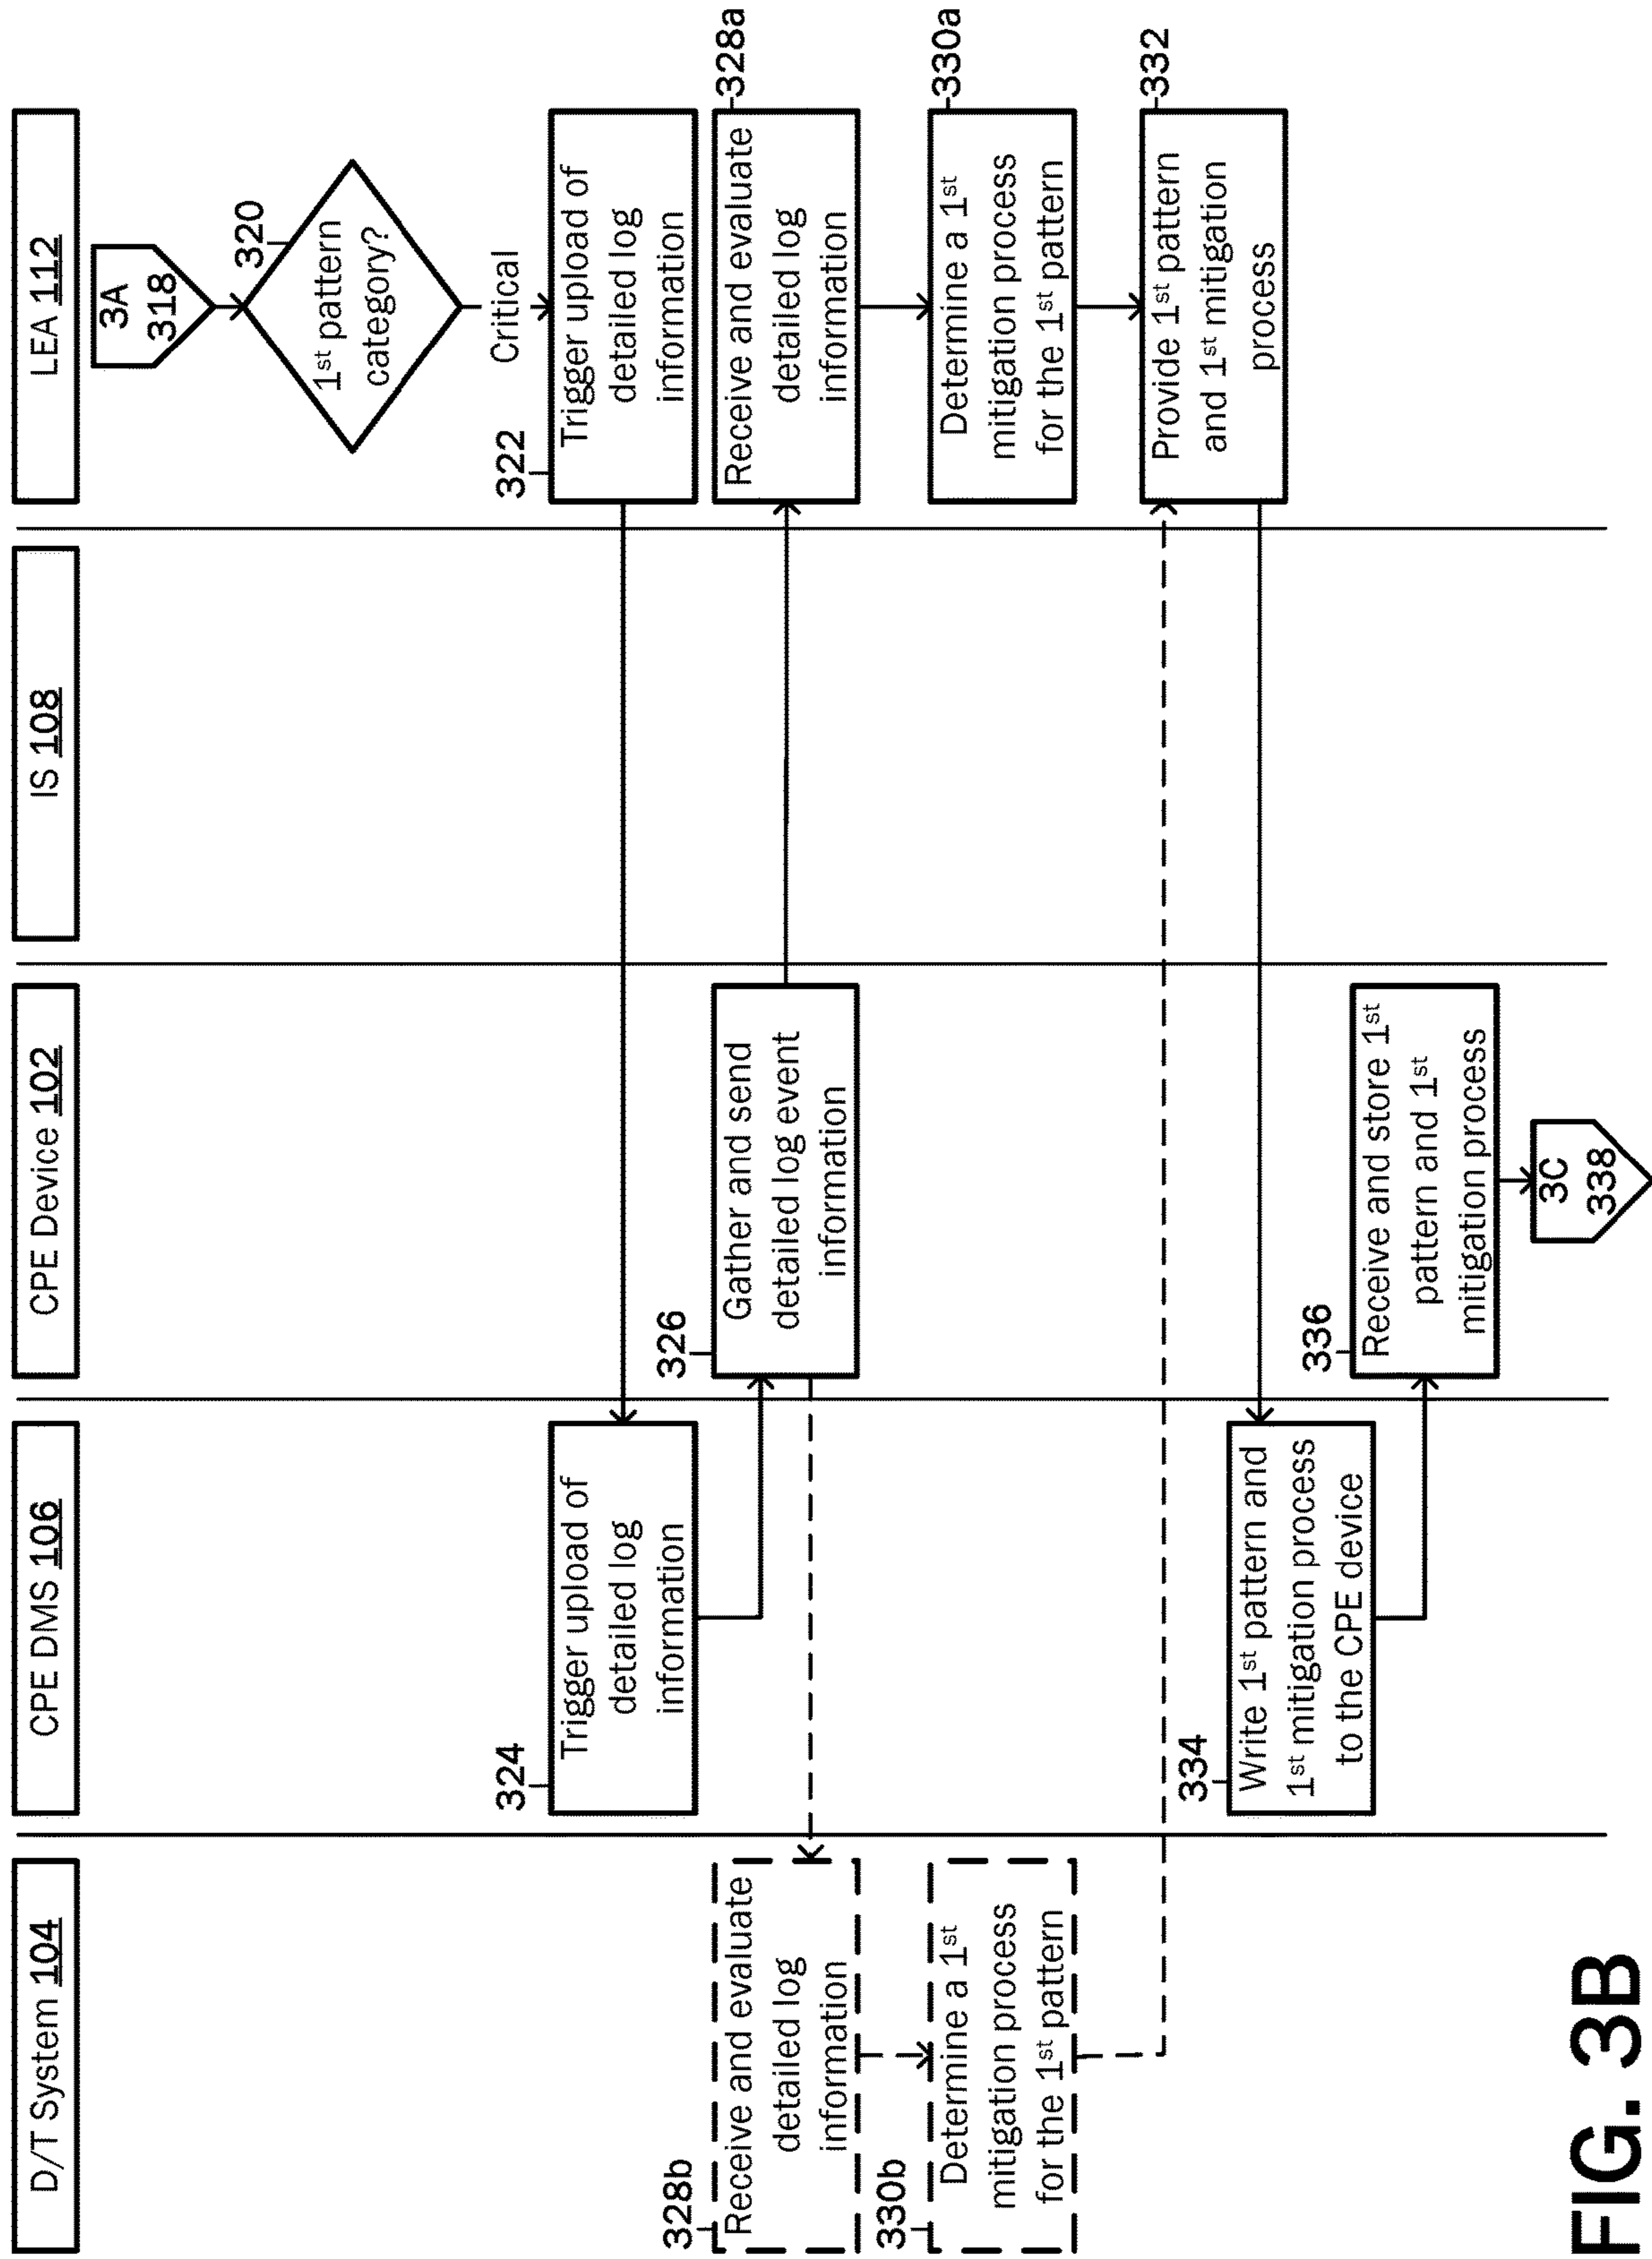 D/T System 104
CPE DMS 106
CPE Device 102
IS 108
LEA 112
3A
318
320
1st pattern
category?
Critical
322
Trigger upload of
detailed log
information
324
Trigger upload of
detailed log
information
326
Gather and send
detailed log event
information
328a
Receive and evaluate
detailed log
information
328b
Receive and evaluate
detailed log
information
330a
Determine a 1st
mitigation process
for the 1st pattern
330b
Determine a 1st
mitigation process
for the 1st pattern
332
Provide 1st pattern
and 1st mitigation
process
334
Write 1st pattern and
1st mitigation process
to the CPE device
336
Receive and store 1st
pattern and 1st
mitigation process
3C
338
FIG. 3B